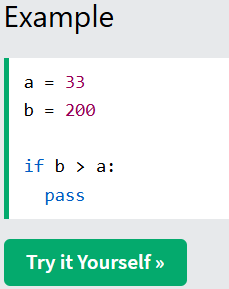 Example
a = 33
b = 200
if b > a:
  pass
Try it Yourself »